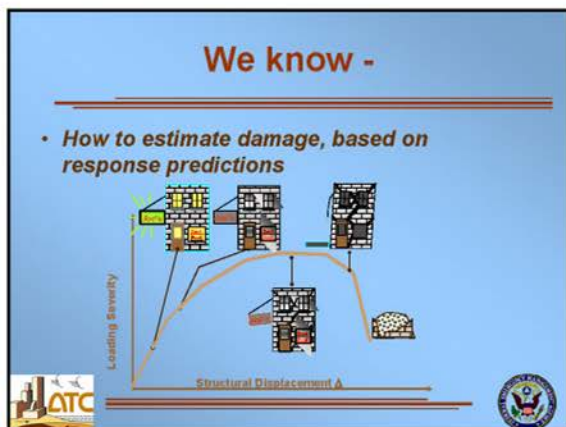 We know -
• How to estimate damage, based on
response predictions
Loading Severity
Structural Displacement Δ
ATC